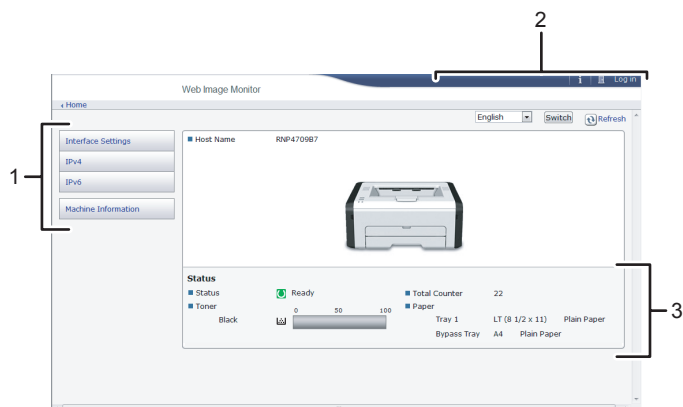 2
i Log in
Web Image Monitor
Home
English Switch Refresh
1
Interface Settings
IPv4
IPv6
Machine Information
Host Name RNP4709B7
Status
Status Ready
Toner
0 50 100
Black
Total Counter 22
Paper
Tray 1 LT (8 1/2 x 11) Plain Paper
Bypass Tray A4 Plain Paper
3